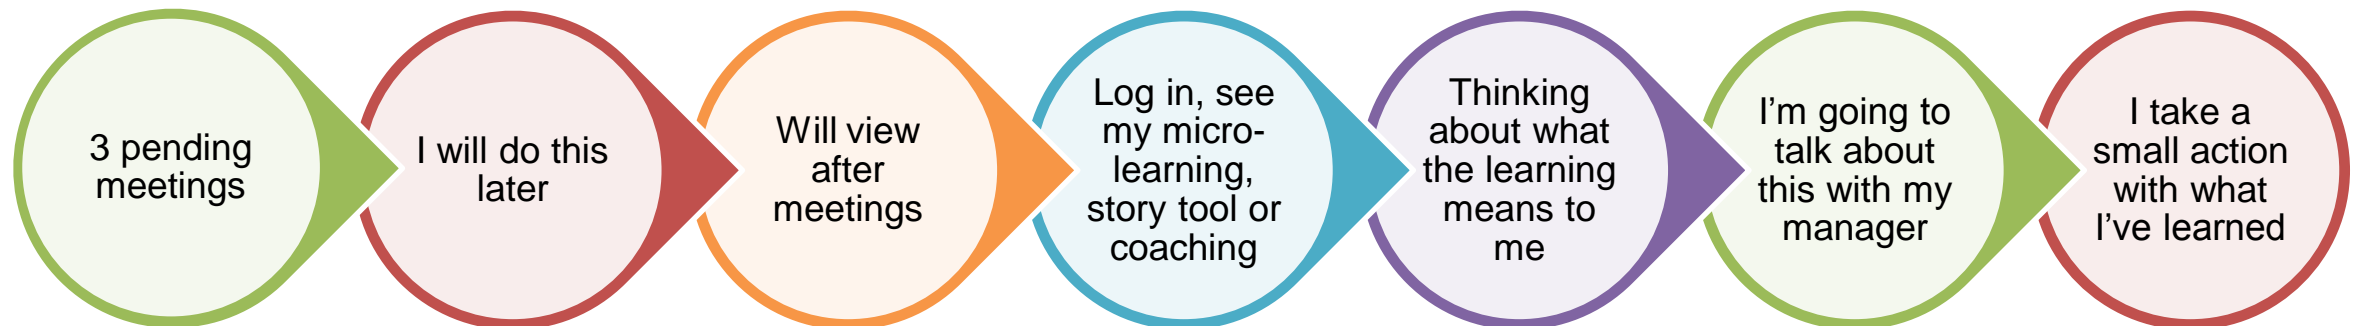 3 pending
meetings
I will do this
later
Will view
after
meetings
Log in, see
my micro-
learning,
story tool or
coaching
Thinking
about what
the learning
means to
me
I’m going to
talk about
this with my
manager
I take a
small action
with what
I’ve learned